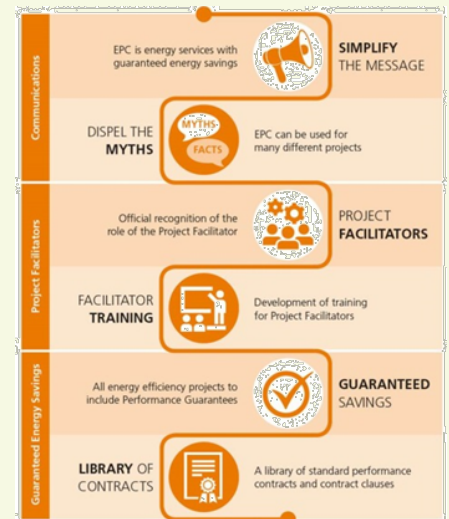 Communications
EPC is energy services with
guaranteed energy savings
SIMPLIFY
THE MESSAGE
DISPEL THE
MYTHS
MYTHS
FACTS
EPC can be used for
many different projects
Project Facilitators
Official recognition of the
role of the Project Facilitator
PROJECT
FACILITATORS
FACILITATOR
TRAINING
Development of training
for Project Facilitators
Guaranteed Energy Savings
All energy efficiency projects to
include Performance Guarantees
GUARANTEED
SAVINGS
LIBRARY OF
CONTRACTS
A library of standard performance
contracts and contract clauses